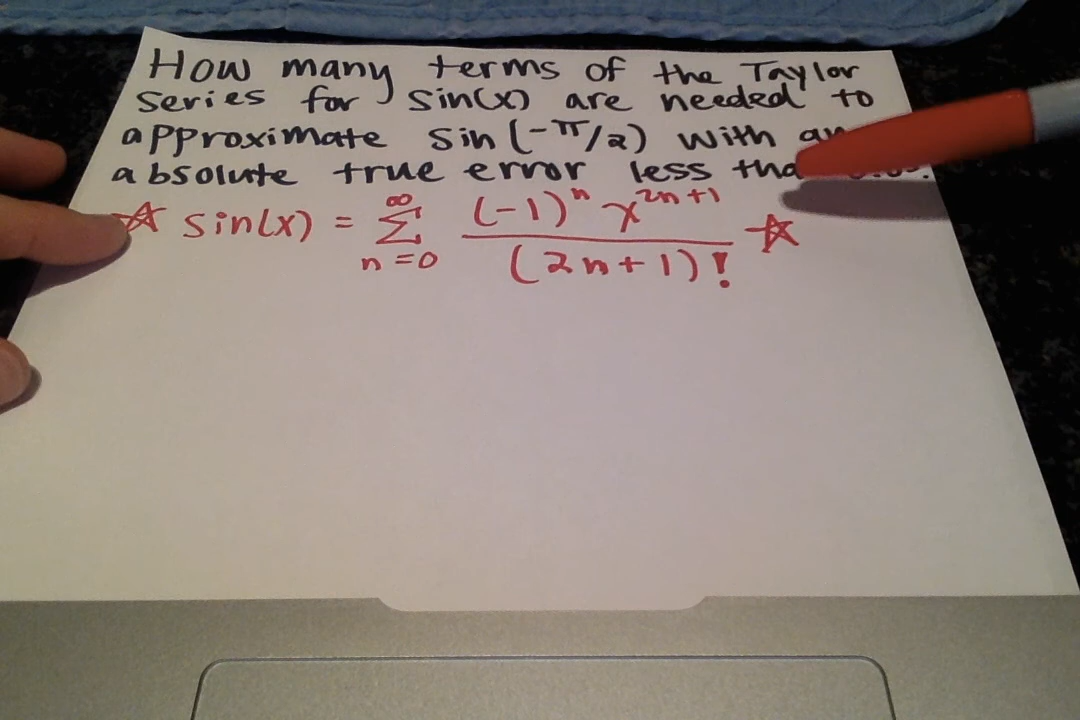 How many terms of the Taylor
series for sin(x) are needed to
approximate sin(-π/2) with
absolute true error less
☆ sin(x) = ∞ Σ n=0 (-1)^n x^2n+1 / (2n+1)! ☆